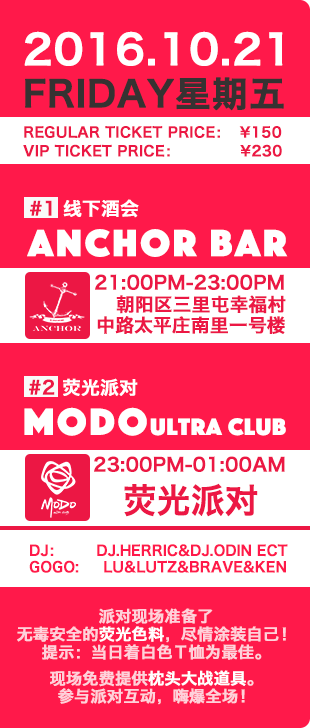 2016.10.21
FRIDAY星期五
REGULAR TICKET PRICE: ¥150
VIP TICKET PRICE: ¥230
#1 线下酒会
ANCHOR BAR
ANCHOR
21:00PM-23:00PM
朝阳区三里屯幸福村
中路太平庄南里一号楼
#2 荧光派对
MODO ULTRA CLUB
MODO
23:00PM-01:00AM
荧光派对
DJ: DJ.HERRIC&DJ.ODIN ECT
GOGO: LU&LUTZ&BRAVE&KEN
派对现场准备了
无毒安全的荧光色料，尽情涂装自己！
提示：当日着白色T恤为最佳。
现场免费提供枕头大战道具。
参与派对互动，嗨爆全场！